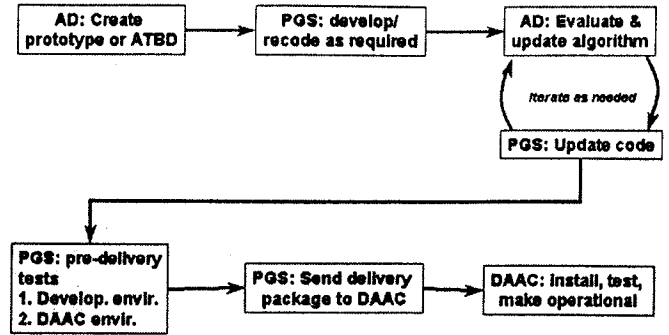 AD: Create
prototype or ATBD
PGS: develop/
recode as required
AD: Evaluate &
update algorithm
Iterate as needed
PGS: Update code
PGS: pre-delivery
tests
1. Develop. envir.
2. DAAC envir.
PGS: Send delivery
package to DAAC
DAAC: install, test,
make operational